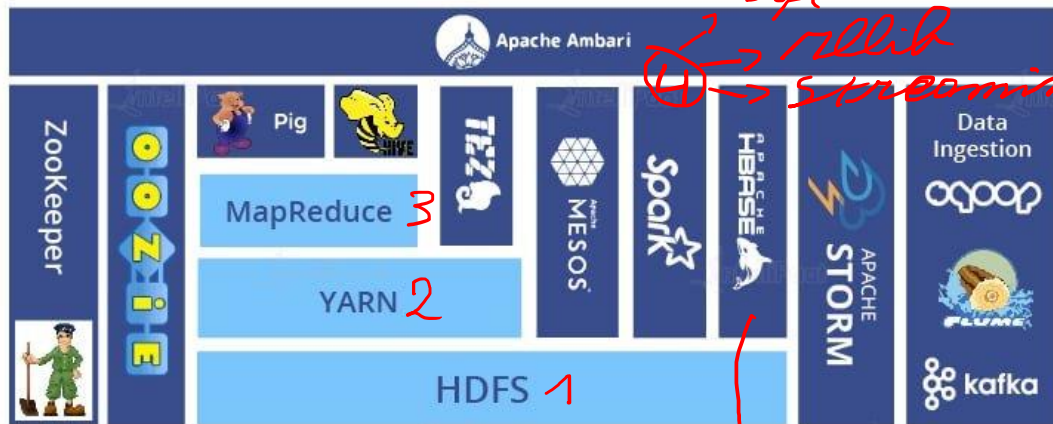 Apache Ambari
?
mllib
4
streamin
ZooKeeper
OOZiE
Pig
HIVE
TEZ
Apache
MESOS
Spark
APACHE
HBASE
APACHE
STORM
Data
Ingestion
sqoop
FLUME
kafka
MapReduce 3
YARN 2
HDFS 1